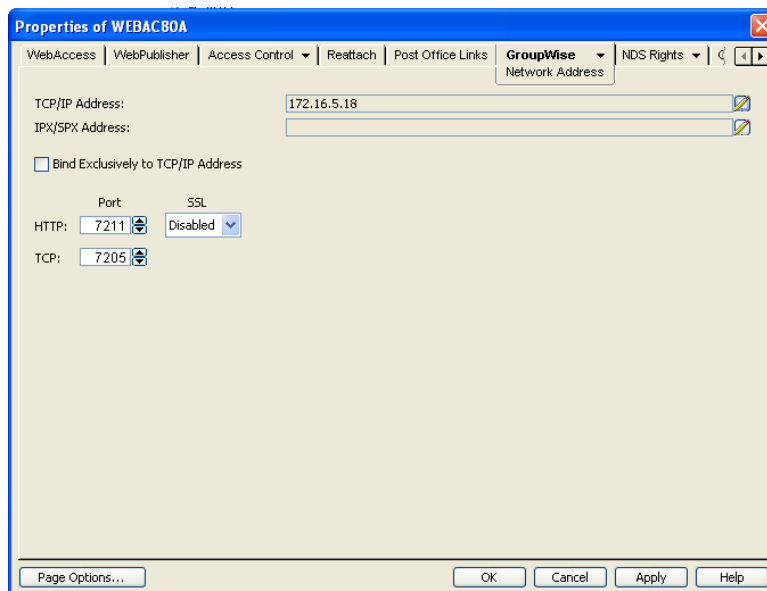 Properties of WEBAC80A
WebAccess WebPublisher Access Control Reattach Post Office Links GroupWise NDS Rights
Network Address
TCP/IP Address: 172.16.5.18
IPX/SPX Address:
Bind Exclusively to TCP/IP Address
Port SSL
HTTP: 7211 Disabled
TCP: 7205
Page Options... OK Cancel Apply Help